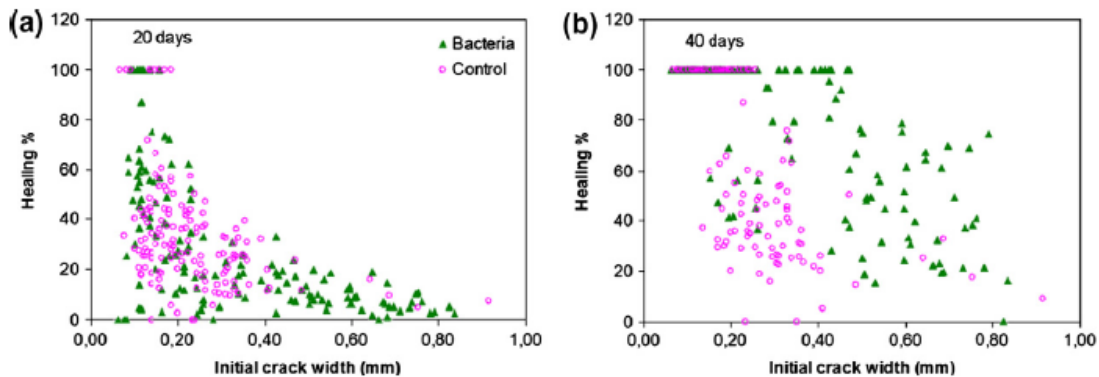 (a)
20 days
Bacteria
Control
Healing %
120
100
80
60
40
20
0
0,00 0,20 0,40 0,60 0,80 1,00
Initial crack width (mm)
(b)
40 days
Healing %
120
100
80
60
40
20
0
0,00 0,20 0,40 0,60 0,80 1,00
Initial crack width (mm)